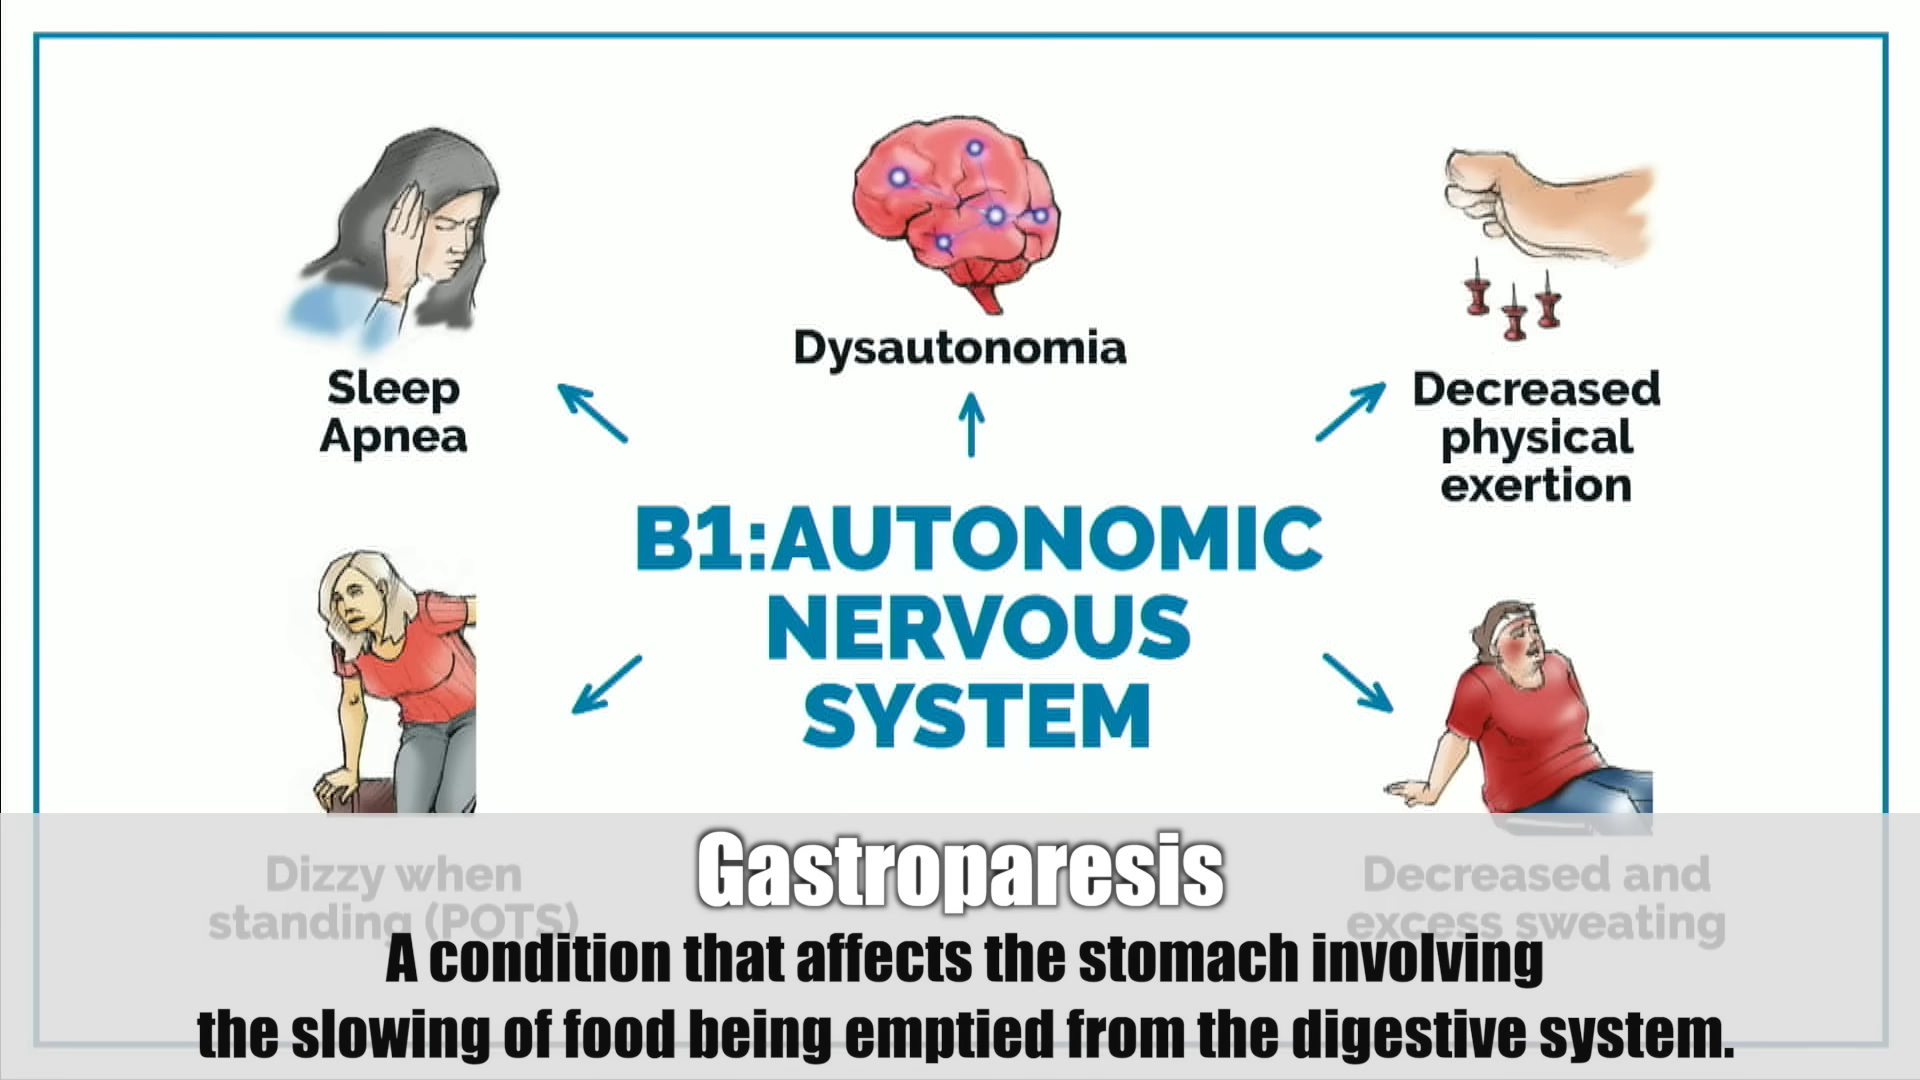 Dysautonomia
Sleep
Apnea
Decreased
physical
exertion
B1:AUTONOMIC
NERVOUS
SYSTEM
Dizzy when
standing (POTS)
Decreased and
excess sweating
Gastroparesis
A condition that affects the stomach involving
the slowing of food being emptied from the digestive system.